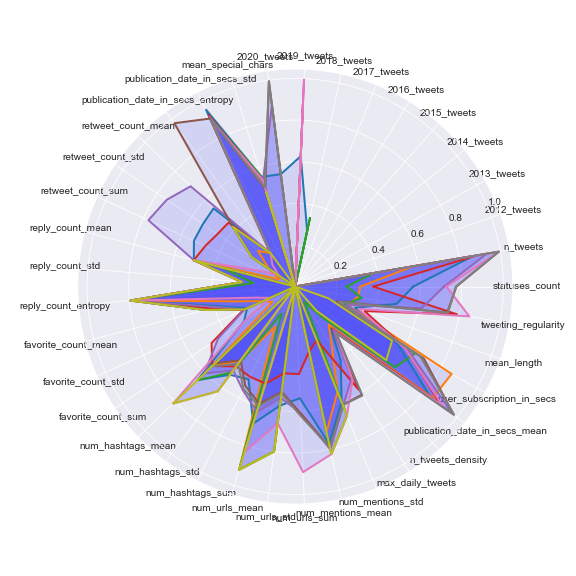 2019_tweets
2020_tweets
2018_tweets
mean_special_chars
2017_tweets
publication_date_in_secs_std
2016_tweets
publication_date_in_secs_entropy
2015_tweets
retweet_count_mean
2014_tweets
retweet_count_std
2013_tweets
retweet_count_sum
1.0
2012_tweets
0.8
reply_count_mean
0.6
n_tweets
0.4
reply_count_std
0.2
statuses_count
reply_count_entropy
tweeting_regularity
favorite_count_mean
mean_length
favorite_count_std
user_subscription_in_secs
favorite_count_sum
publication_date_in_secs_mean
num_hashtags_mean
n_tweets_density
num_hashtags_std
max_daily_tweets
num_hashtags_sum
num_mentions_std
num_urls_mean
num_mentions_mean
num_urls_std
num_urls_sum